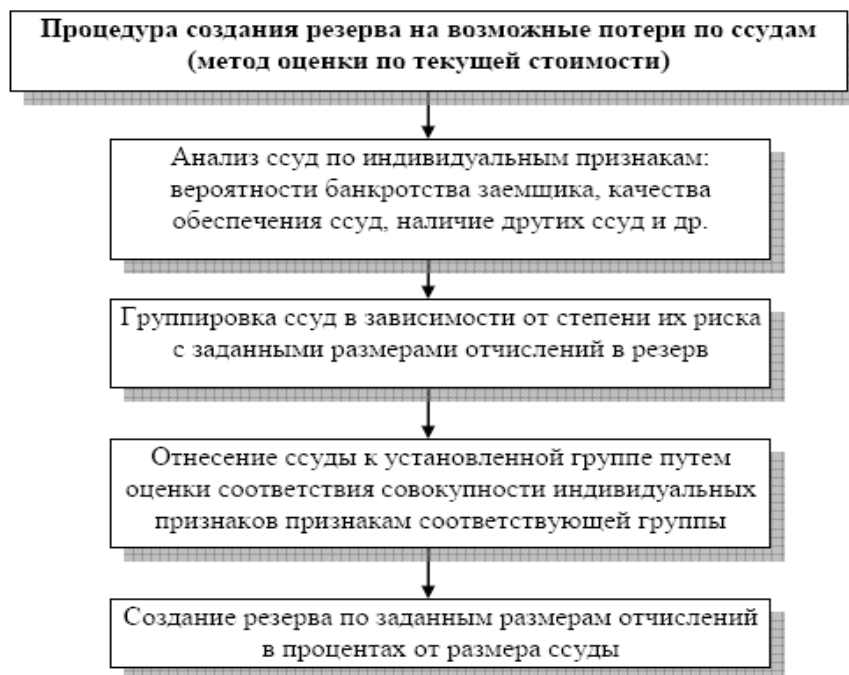 Процедура создания резерва на возможные потери по ссудам
(метод оценки по текущей стоимости)
Анализ ссуд по индивидуальным признакам:
вероятности банкротства заемщика, качества
обеспечения ссуд, наличие других ссуд и др.
Группировка ссуд в зависимости от степени их риска
с заданными размерами отчислений в резерв
Отнесение ссуды к установленной группе путем
оценки соответствия совокупности индивидуальных
признаков признакам соответствующей группы
Создание резерва по заданным размерам отчислений
в процентах от размера ссуды